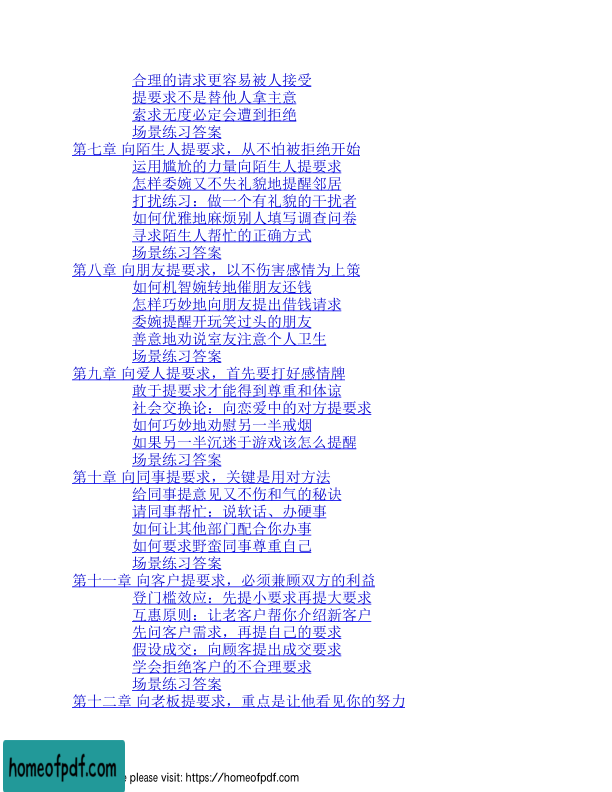 合理的请求更容易被人接受
提要求不是替他人拿主意
索求无度必定会遭到拒绝
场景练习答案
第七章 向陌生人提要求，从不怕被拒绝开始
运用尴尬的力量向陌生人提要求
怎样委婉又不失礼貌地提醒邻居
打扰练习：做一个有礼貌的干扰者
如何优雅地麻烦别人填写调查问卷
寻求陌生人帮忙的正确方式
场景练习答案
第八章 向朋友提要求，以不伤害感情为上策
如何机智婉转地催朋友还钱
怎样巧妙地向朋友提出借钱请求
委婉提醒开玩笑过头的朋友
善意地劝说室友注意个人卫生
场景练习答案
第九章 向爱人提要求，首先要打好感情牌
敢于提要求才能得到尊重和体谅
社会交换论：向恋爱中的对方提要求
如何巧妙地劝慰另一半戒烟
如果另一半沉迷于游戏该怎么提醒
场景练习答案
第十章 向同事提要求，关键是用对方法
给同事提意见又不伤和气的秘诀
请同事帮忙：说软话、办硬事
如何让其他部门配合你办事
如何要求野蛮同事尊重自己
场景练习答案
第十一章 向客户提要求，必须兼顾双方的利益
登门槛效应：先提小要求再提大要求
互惠原则：让老客户帮你介绍新客户
先问客户需求，再提自己的要求
假设成交：向顾客提出成交要求
学会拒绝客户的不合理要求
场景练习答案
第十二章 向老板提要求，重点是让他看见你的努力
homeofpdf.com
e please visit: https://homeofpdf.com